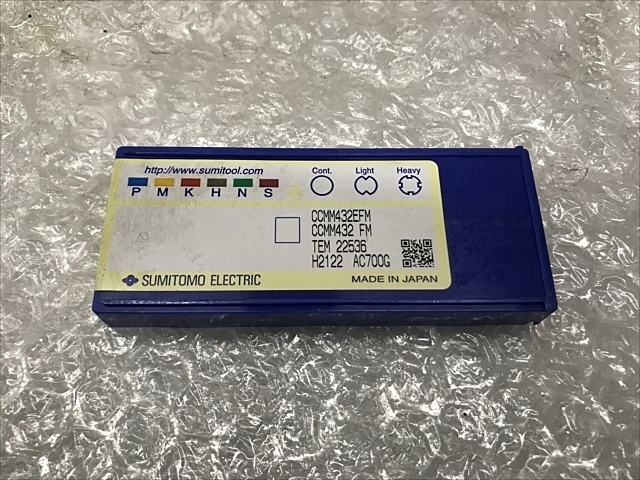 http://www.sumitool.com
P M K H N S
Cont. Light Heavy
CCMM432EFM
CCMM432 FM
TEM 22536
H2122 AC700G
SUMITOMO ELECTRIC
MADE IN JAPAN